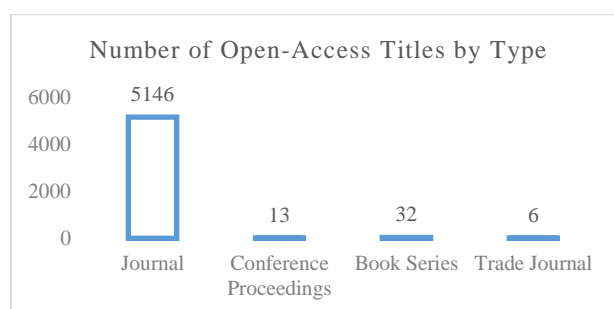 Number of Open-Access Titles by Type
6000
4000
2000
0
5146
13
32
6
Journal
Conference
Proceedings
Book Series
Trade Journal